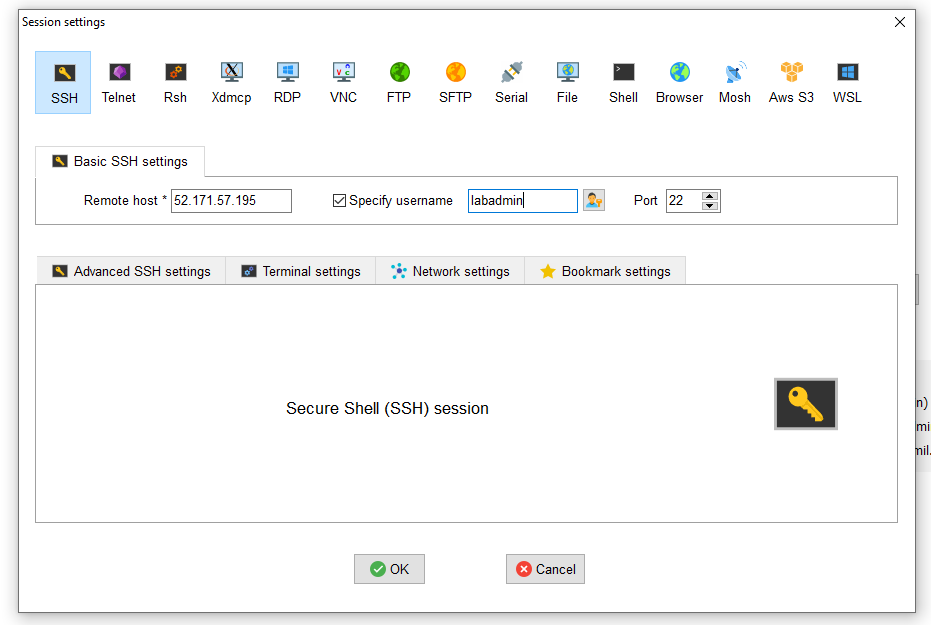 Session settings
SSH Telnet Rsh Xdmcp RDP VNC FTP SFTP Serial File Shell Browser Mosh Aws S3 WSL
Basic SSH settings
Remote host * 52.171.57.195 Specify username labadmin Port 22
Advanced SSH settings Terminal settings Network settings Bookmark settings
n)
mi
mil.
Secure Shell (SSH) session
OK Cancel